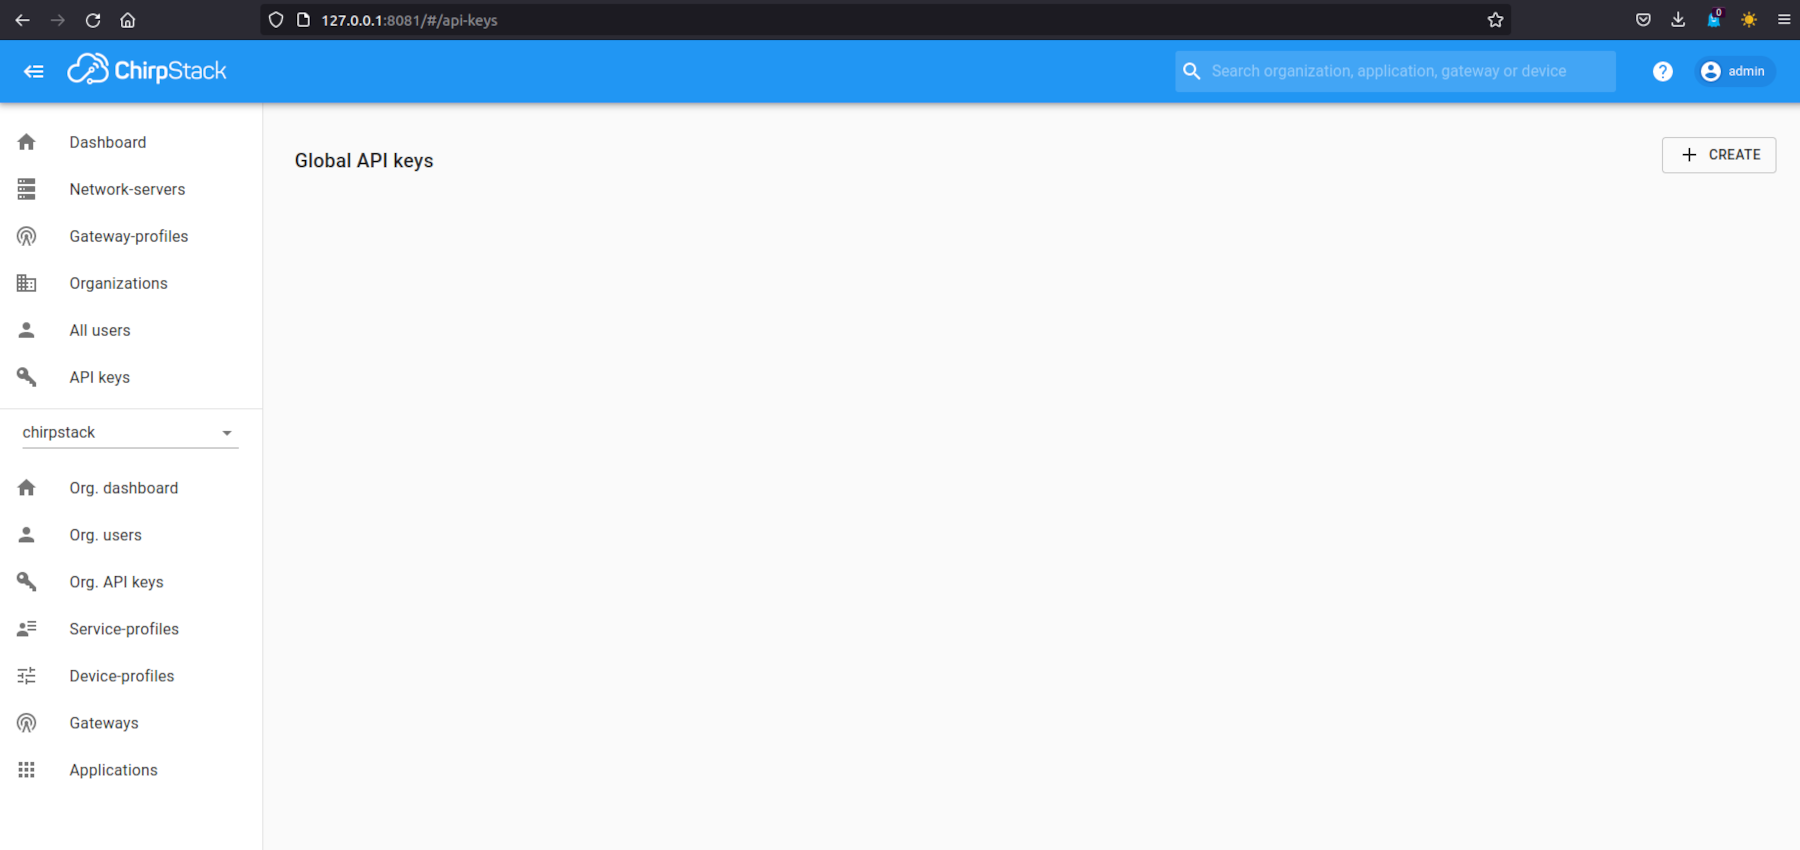 127.0.0.1:8081/#/api-keys
0
ChirpStack
Search organization, application, gateway or device
?
admin
Dashboard
Network-servers
Gateway-profiles
Organizations
All users
API keys
chirpstack
Org. dashboard
Org. users
Org. API keys
Service-profiles
Device-profiles
Gateways
Applications
Global API keys
+ CREATE